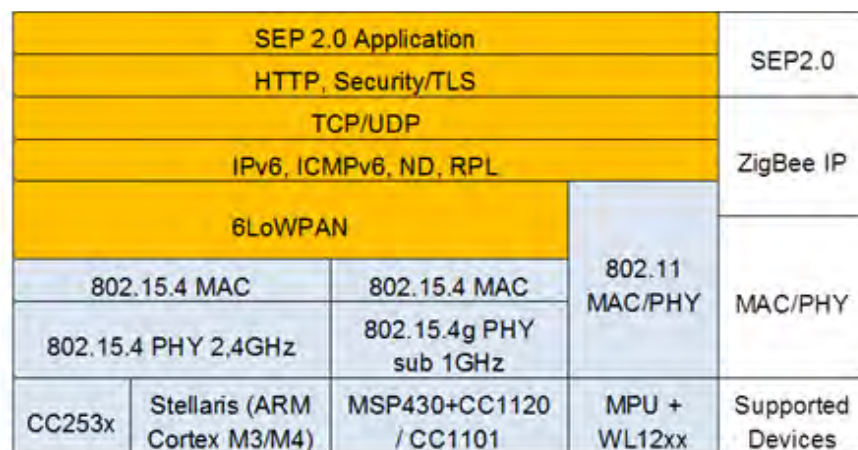 SEP 2.0 Application
SEP2.0
HTTP, Security/TLS
TCP/UDP
ZigBee IP
IPv6, ICMPv6, ND, RPL
6LoWPAN
802.11
MAC/PHY
MAC/PHY
802.15.4 MAC
802.15.4 MAC
802.15.4 PHY 2,4GHz
802.15.4g PHY
sub 1GHz
CC253x
Stellaris (ARM
Cortex M3/M4)
MSP430+CC1120
/ CC1101
MPU +
WL12xx
Supported
Devices